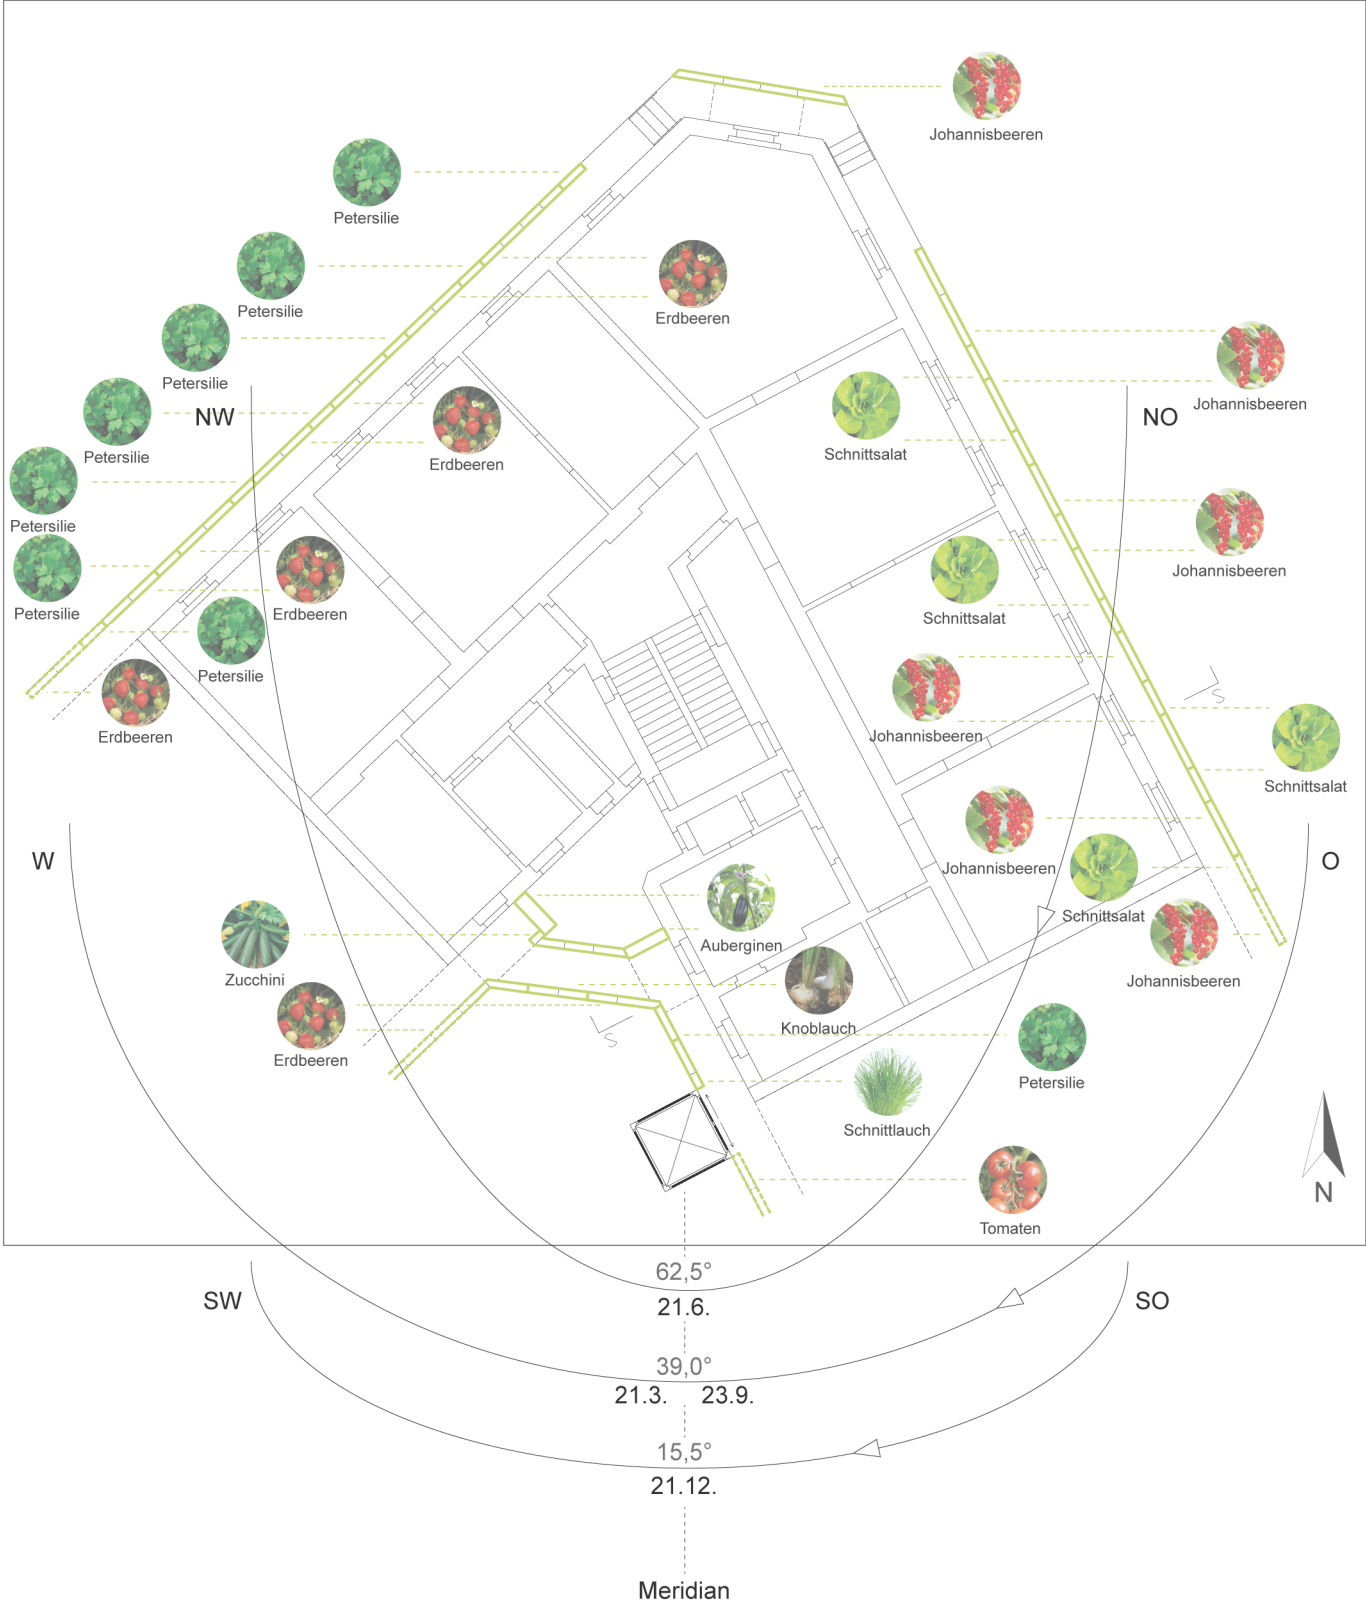 Johannisbeeren
Petersilie
Petersilie
Erdbeeren
Petersilie
Johannisbeeren
NW
NO
Petersilie
Erdbeeren
Schnittsalat
Petersilie
Johannisbeeren
Petersilie
Erdbeeren
Schnittsalat
Petersilie
S
Erdbeeren
Johannisbeeren
Schnittsalat
W
O
Johannisbeeren
Schnittsalat
Auberginen
Zucchini
Johannisbeeren
Knoblauch
S
Erdbeeren
Petersilie
Schnittlauch
N
Tomaten
62,5°
SW
SO
21.6.
39,0°
21.3. 23.9.
15,5°
21.12.
Meridian